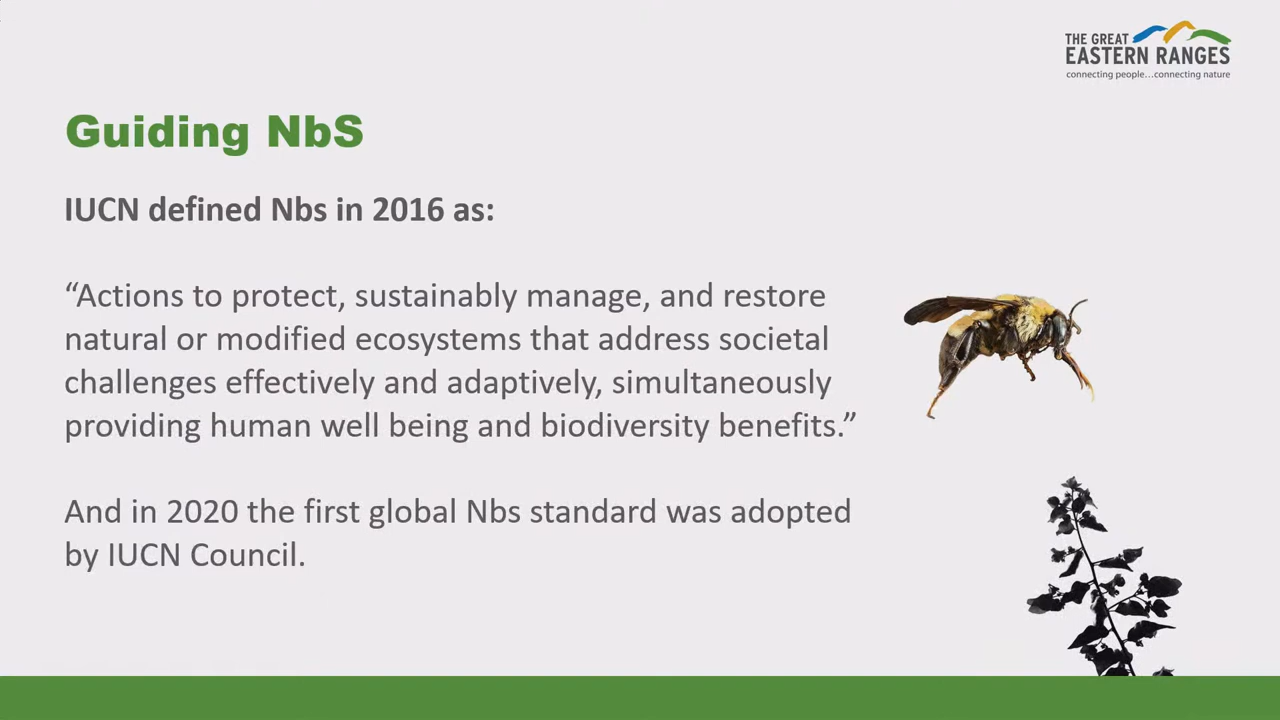 THE GREAT
EASTERN RANGES
connecting people...connecting nature
Guiding NbS
IUCN defined Nbs in 2016 as:
“Actions to protect, sustainably manage, and restore
natural or modified ecosystems that address societal
challenges effectively and adaptively, simultaneously
providing human well being and biodiversity benefits.”
And in 2020 the first global Nbs standard was adopted
by IUCN Council.